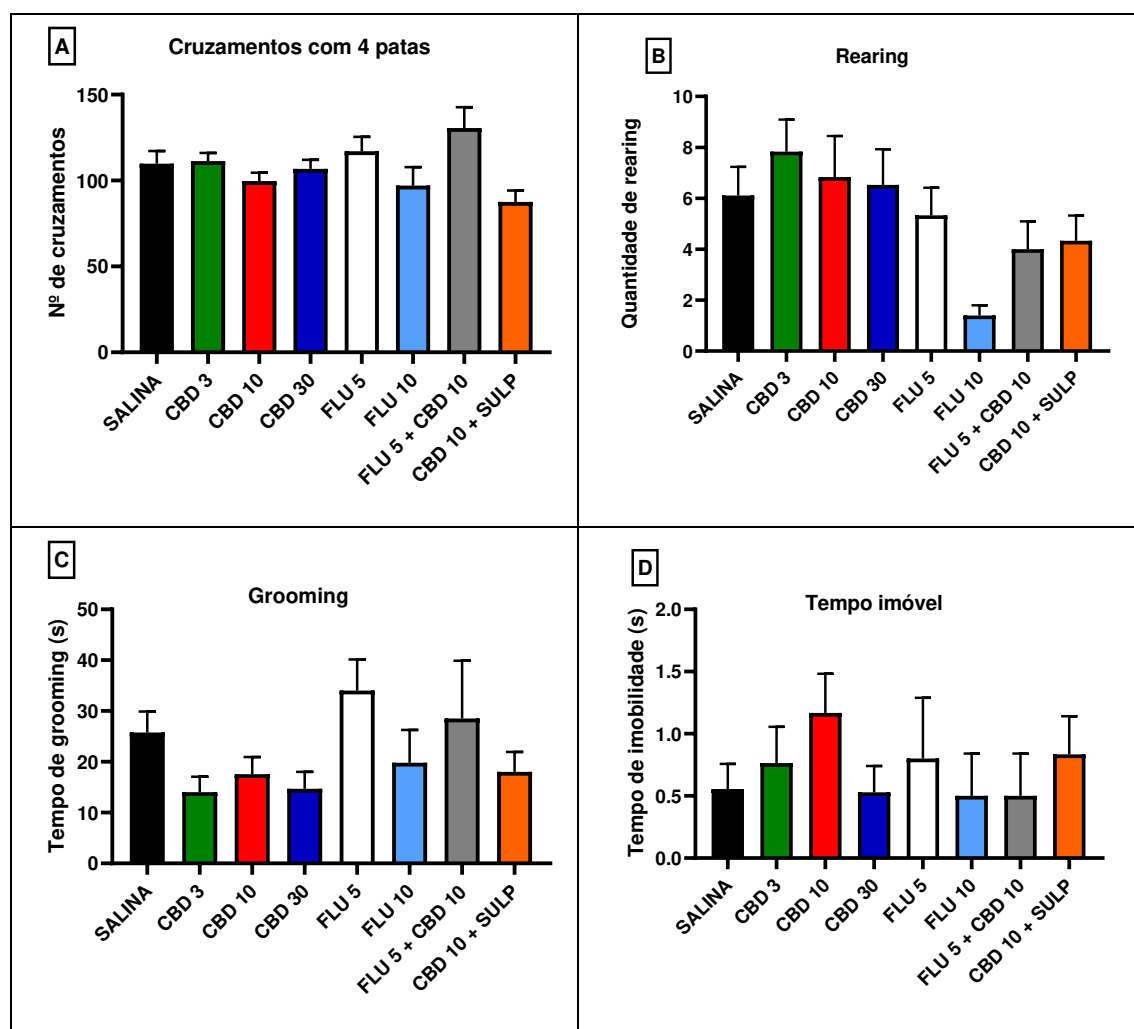 A
Cruzamentos com 4 patas
Nº de cruzamentos
150
100
50
0
SALINA
CBD 3
CBD 10
CBD 30
FLU 5
FLU 10
FLU 5 + CBD 10
CBD 10 + SULP
B
Rearing
Quantidade de rearing
10
8
6
4
2
0
SALINA
CBD 3
CBD 10
CBD 30
FLU 5
FLU 10
FLU 5 + CBD 10
CBD 10 + SULP
C
Grooming
Tempo de grooming (s)
50
40
30
20
10
0
SALINA
CBD 3
CBD 10
CBD 30
FLU 5
FLU 10
FLU 5 + CBD 10
CBD 10 + SULP
D
Tempo imóvel
Tempo de imobilidade (s)
2.0
1.5
1.0
0.5
0.0
SALINA
CBD 3
CBD 10
CBD 30
FLU 5
FLU 10
FLU 5 + CBD 10
CBD 10 + SULP